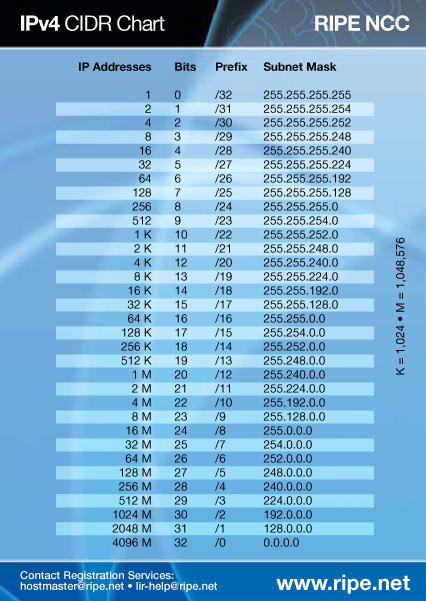 IPv4 CIDR Chart RIPE NCC
IP Addresses Bits Prefix Subnet Mask
1 0 /32 255.255.255.255
2 1 /31 255.255.255.254
4 2 /30 255.255.255.252
8 3 /29 255.255.255.248
16 4 /28 255.255.255.240
32 5 /27 255.255.255.224
64 6 /26 255.255.255.192
128 7 /25 255.255.255.128
256 8 /24 255.255.255.0
512 9 /23 255.255.254.0
1 K 10 /22 255.255.252.0
2 K 11 /21 255.255.248.0
4 K 12 /20 255.255.240.0
8 K 13 /19 255.255.224.0
16 K 14 /18 255.255.192.0
32 K 15 /17 255.255.128.0
64 K 16 /16 255.255.0.0
128 K 17 /15 255.254.0.0
256 K 18 /14 255.252.0.0
512 K 19 /13 255.248.0.0
1 M 20 /12 255.240.0.0
2 M 21 /11 255.224.0.0
4 M 22 /10 255.192.0.0
8 M 23 /9 255.128.0.0
16 M 24 /8 255.0.0.0
32 M 25 /7 254.0.0.0
64 M 26 /6 252.0.0.0
128 M 27 /5 248.0.0.0
256 M 28 /4 240.0.0.0
512 M 29 /3 224.0.0.0
1024 M 30 /2 192.0.0.0
2048 M 31 /1 128.0.0.0
4096 M 32 /0 0.0.0.0
K = 1,024 • M = 1,048,576
Contact Registration Services:
hostmaster@ripe.net • lir-help@ripe.net
www.ripe.net